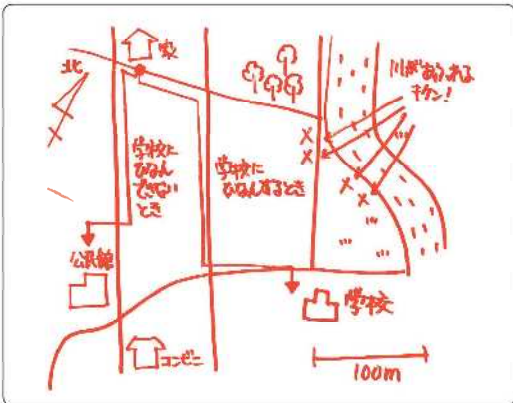 家
北
川があふれる
キケン!
学校に
ひなん
できない
とき
学校に
ひなんするとき
公民館
学校
コンビニ
100m